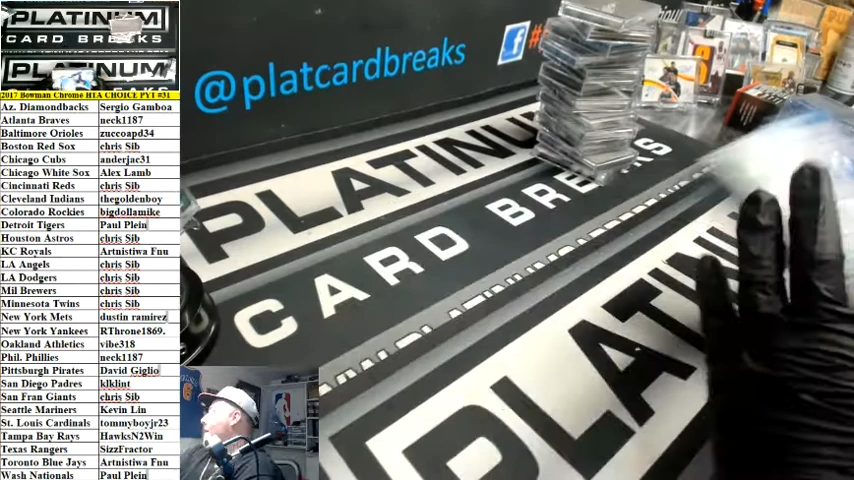 PLATINUM
CARD BREAKS
PLATINUM
2017 Bowman Chrome HTA CHOICE PYT #31
Az. Diamondbacks Sergio Gamboa
Atlanta Braves neck1187
Baltimore Orioles zuccoapd34
Boston Red Sox chris Sib
Chicago Cubs anderjac31
Chicago White Sox Alex Lamb
Cincinnati Reds chris Sib
Cleveland Indians thegoldenboy
Colorado Rockies bigdollamike
Detroit Tigers Paul Plein
Houston Astros chris Sib
KC Royals Artnistiwa Fnu
LA Angels chris Sib
LA Dodgers chris Sib
Mil Brewers chris Sib
Minnesota Twins chris Sib
New York Mets dustin ramirez
New York Yankees RThrone1869.
Oakland Athletics vibe318
Phil. Phillies neck1187
Pittsburgh Pirates David Giglio
San Diego Padres klklint
San Fran Giants chris Sib
Seattle Mariners Kevin Lin
St. Louis Cardinals tommyboyjr23
Tampa Bay Rays HawksN2Win
Texas Rangers SizzFractor
Toronto Blue Jays Artnistiwa Fnu
Wash Nationals Paul Plein
@platcardbreaks
f #
PLATINUM
CARD BREAKS
PLATINUM